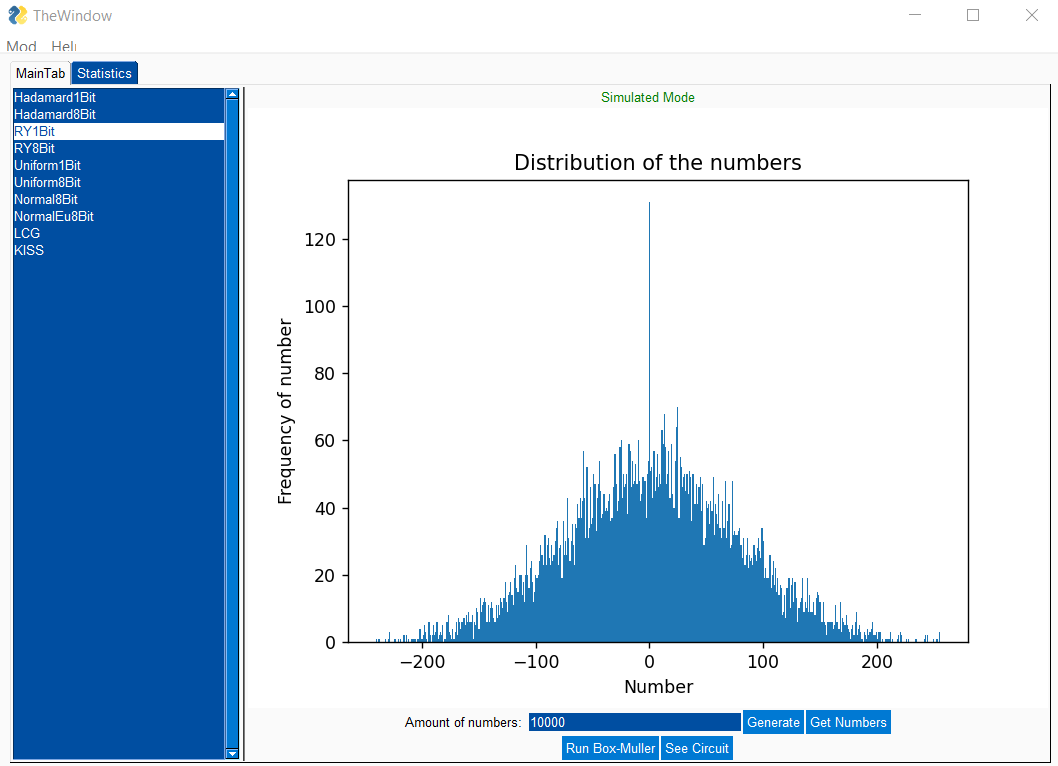 TheWindow
Mod Hel
MainTab Statistics
Hadamard1Bit
Hadamard8Bit
RY1Bit
RY8Bit
Uniform1Bit
Uniform8Bit
Normal8Bit
NormalEu8Bit
LCG
KISS
Simulated Mode
Distribution of the numbers
Frequency of number
120
100
80
60
40
20
0
−200 −100 0 100 200
Number
Amount of numbers: 10000 Generate Get Numbers
Run Box-Muller See Circuit